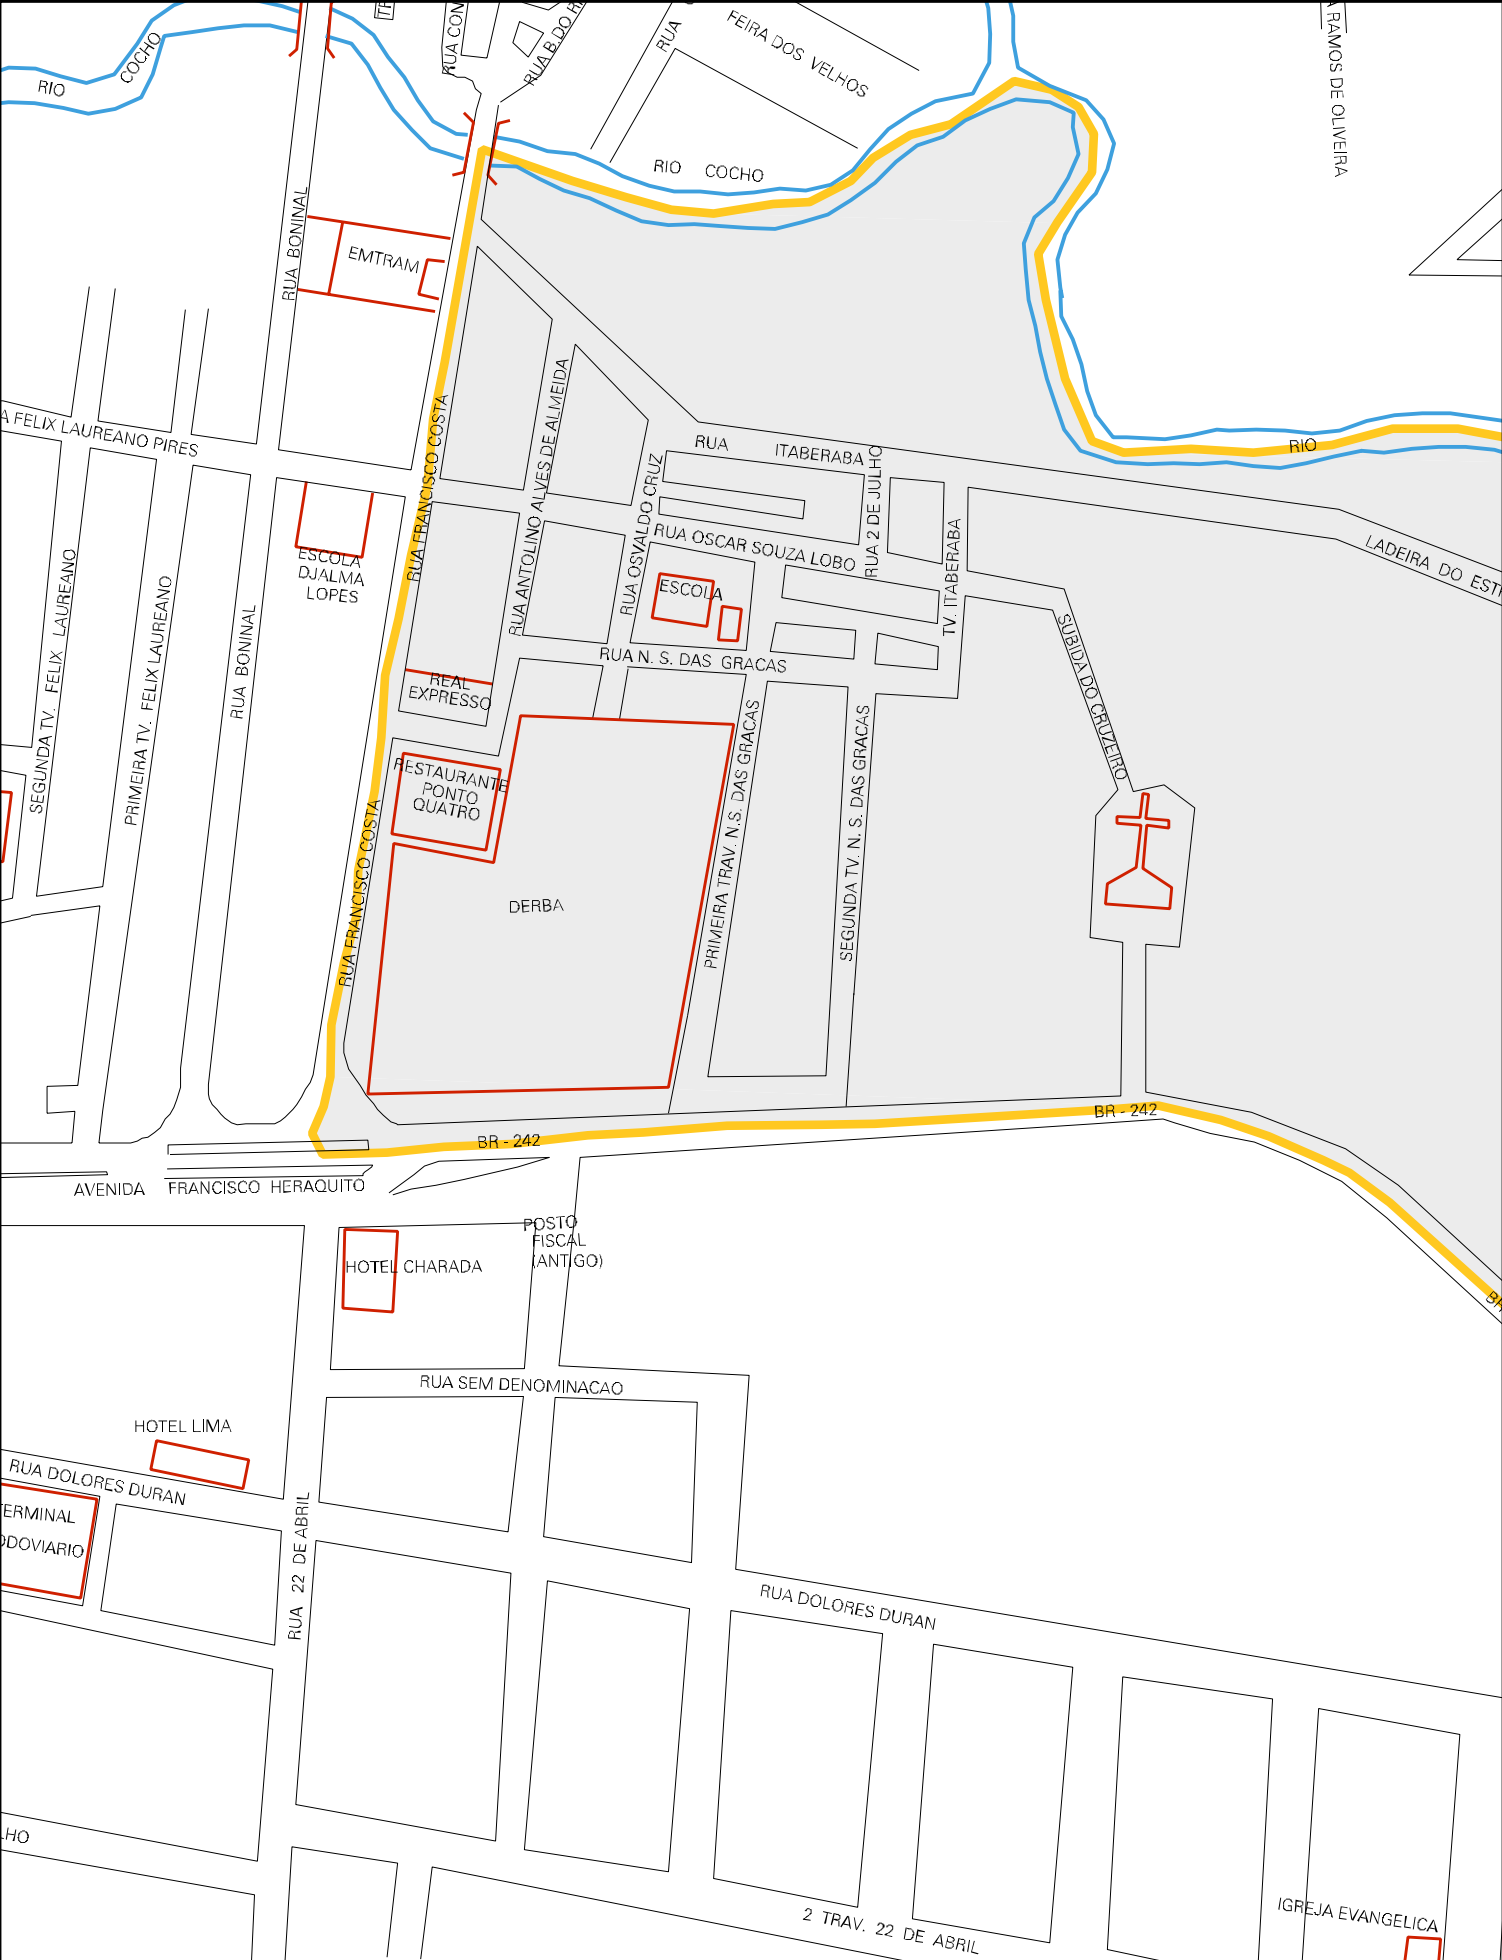 RUA B.DO
RUA
FEIRA DOS VELHOS
RAMOS DE OLIVEIRA
RIO
COCHO
RIO COCHO
RUA BONINAL
EMTRAM
FELIX LAUREANO PIRES
RUA FRANCISCO COSTA
RUA ANTOLINO ALVES DE ALMEIDA
RUA OSVALDO CRUZ
RUA ITABERABA
RUA 2 DE JULHO
RIO
RUA OSCAR SOUZA LOBO
TV. ITABERABA
LADEIRA DO
ESCOLA
DJALMA
LOPES
ESCOLA
RUA N. S. DAS GRACAS
SUBIDA DO CRUZEIRO
SEGUNDA TV. FELIX LAUREANO
PRIMEIRA TV. FELIX LAUREANO
RUA BONINAL
REAL
EXPRESSO
RESTAURANTE
PONTO
QUATRO
RUA FRANCISCO COSTA
DERBA
PRIMEIRA TRAV. N.S. DAS GRACAS
SEGUNDA TV. N. S. DAS GRACAS
BR - 242
BR - 242
AVENIDA FRANCISCO HERAQUITO
POSTO
FISCAL
(ANTIGO)
HOTEL CHARADA
BR
RUA SEM DENOMINACAO
HOTEL LIMA
RUA DOLORES DURAN
TERMINAL
ODOVIARIO
RUA 22 DE ABRIL
RUA DOLORES DURAN
LHO
2 TRAV. 22 DE ABRIL
IGREJA EVANGELICA